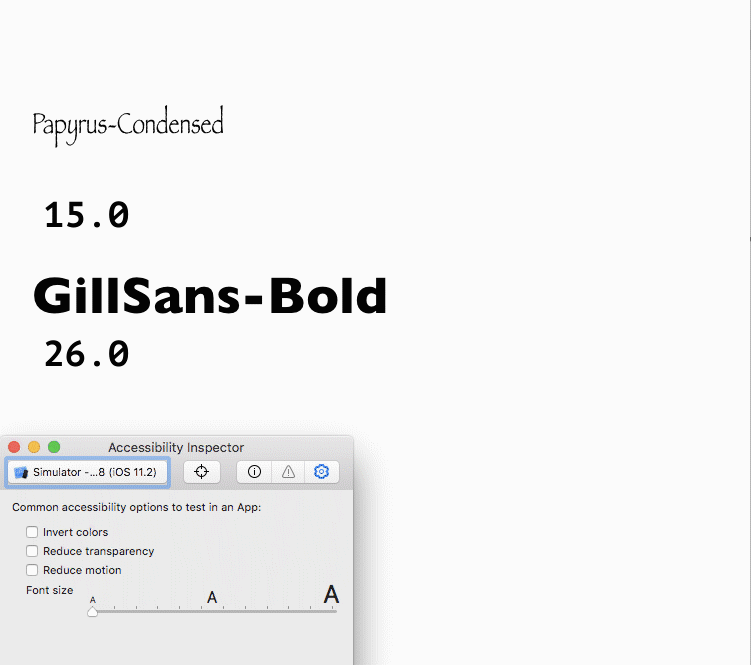 Papyrus-Condensed
15.0
GillSans-Bold
26.0
Accessibility Inspector
Simulator -...8 (iOS 11.2)
Common accessibility options to test in an App:
Invert colors
Reduce transparency
Reduce motion
Font size
A A A